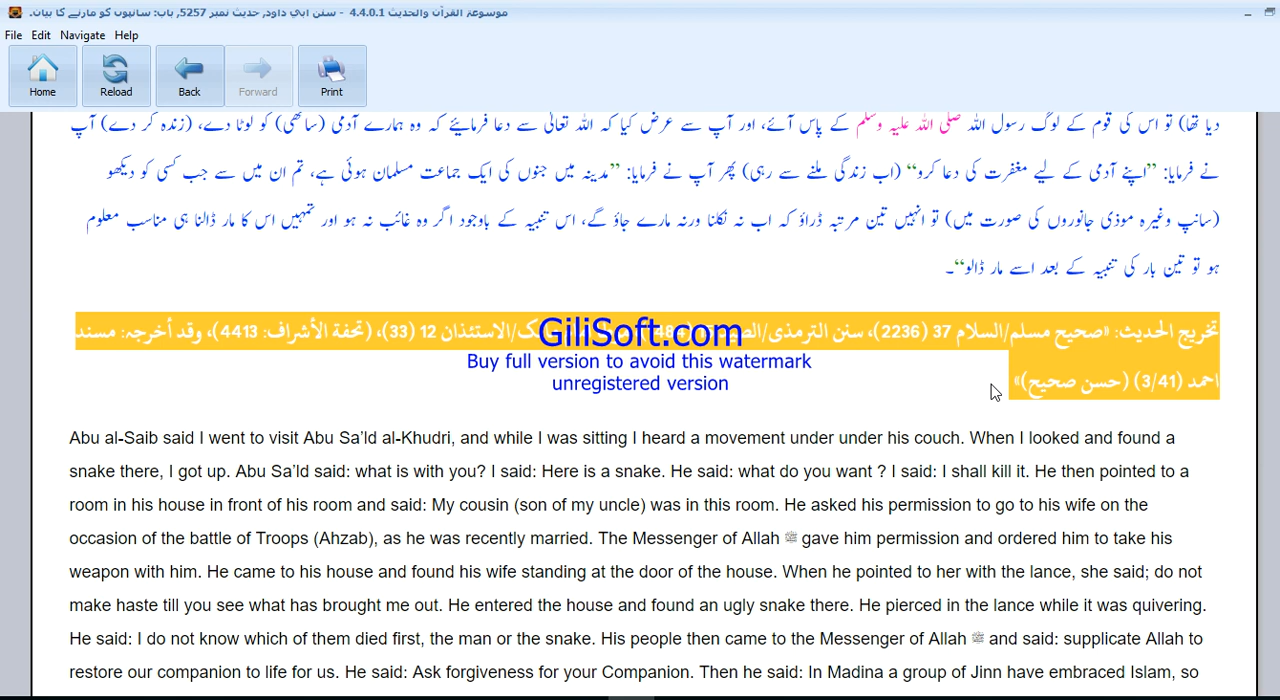 موسوعة القرآن والحديث 4.4.0.1 - سنن ابي داود, حدیث نمبر 5257, باب: سانپوں کو مارنے کا بیان۔
File Edit Navigate Help
Home Reload Back Forward Print
دیا تھا) تو اس کی قوم کے لوگ رسول اللہ صلی اللہ علیہ وسلم کے پاس آئے، اور آپ سے عرض کیا کہ اللہ تعالیٰ سے دعا فرمائیے کہ وہ ہمارے آدمی (ساتھی) کو لوٹا دے، (زندہ کر دے) آپ
نے فرمایا: ”اپنے آدمی کے لیے مغفرت کی دعا کرو“ (اب زندگی ملنے سے رہی) پھر آپ نے فرمایا: ”مدینہ میں جنوں کی ایک جماعت مسلمان ہوئی ہے، تم ان میں سے جب کسی کو دیکھو
(سانپ وغیرہ موذی جانوروں کی صورت میں) تو انہیں تین مرتبہ ڈراؤ کہ اب نہ نکلنا ورنہ مارے جاؤ گے، اس تنبیہ کے باوجود اگر وہ غائب نہ ہو اور تمہیں اس کا مار ڈالنا ہی مناسب معلوم
ہو تو تین بار کی تنبیہ کے بعد اسے مار ڈالو“۔
تخریج الحدیث: «صحیح مسلم/السلام 37 (2236)، سنن الترمذی/ (484) /الاستئذان 12 (33)، (تحفة الأشراف: 4413)، وقد أخرجہ: مسند
احمد (3/41) (حسن صحیح)»
GiliSoft.com
Buy full version to avoid this watermark
unregistered version
Abu al-Saib said I went to visit Abu Sa’ld al-Khudri, and while I was sitting I heard a movement under under his couch. When I looked and found a
snake there, I got up. Abu Sa’ld said: what is with you? I said: Here is a snake. He said: what do you want ? I said: I shall kill it. He then pointed to a
room in his house in front of his room and said: My cousin (son of my uncle) was in this room. He asked his permission to go to his wife on the
occasion of the battle of Troops (Ahzab), as he was recently married. The Messenger of Allah ﷺ gave him permission and ordered him to take his
weapon with him. He came to his house and found his wife standing at the door of the house. When he pointed to her with the lance, she said; do not
make haste till you see what has brought me out. He entered the house and found an ugly snake there. He pierced in the lance while it was quivering.
He said: I do not know which of them died first, the man or the snake. His people then came to the Messenger of Allah ﷺ and said: supplicate Allah to
restore our companion to life for us. He said: Ask forgiveness for your Companion. Then he said: In Madina a group of Jinn have embraced Islam, so